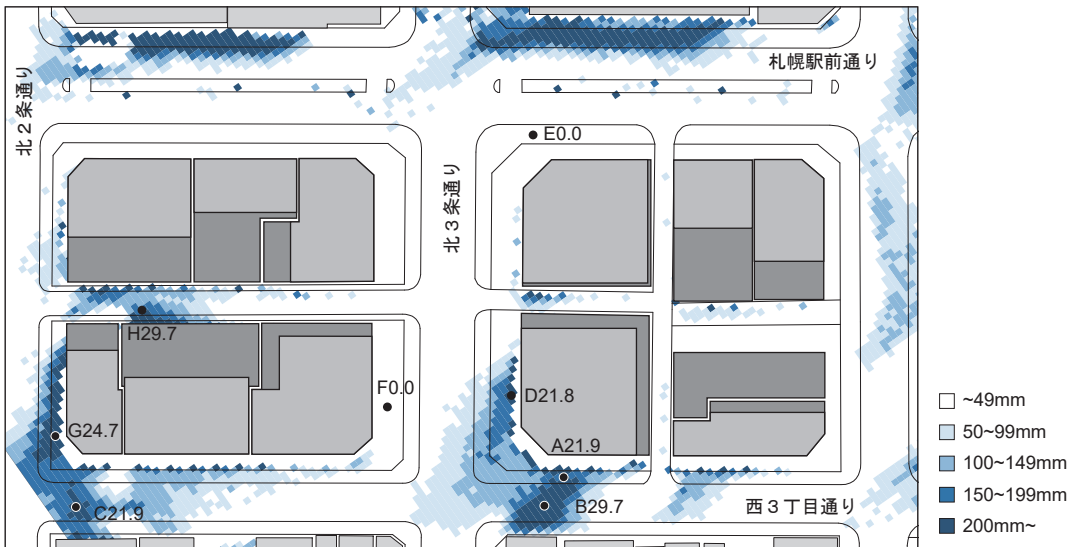 札幌駅前通り
北２条通り
E0.0
北３条通り
H29.7
F0.0
D21.8
G24.7
A21.9
C21.9
B29.7
西３丁目通り
~49mm
50~99mm
100~149mm
150~199mm
200mm~